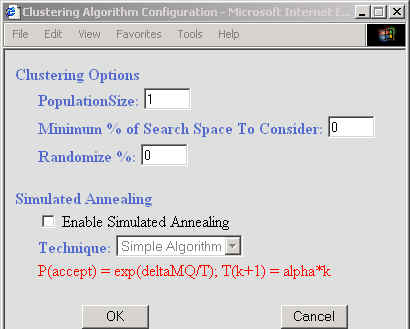 Clustering Algorithm Configuration - Microsoft Internet E...
File Edit View Favorites Tools Help
Clustering Options
PopulationSize: 1
Minimum % of Search Space To Consider: 0
Randomize %: 0
Simulated Annealing
Enable Simulated Annealing
Technique: Simple Algorithm
P(accept) = exp(deltaMQ/T); T(k+1) = alpha*k
OK Cancel